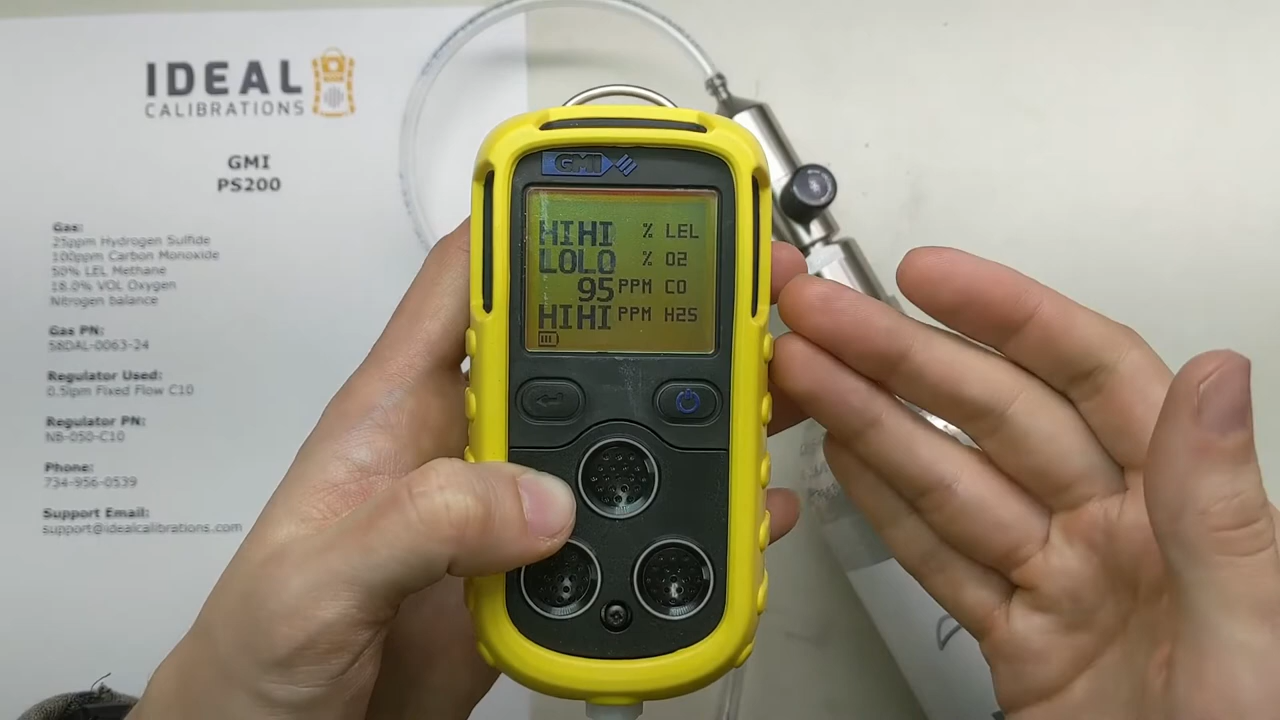 IDEAL
CALIBRATIONS
GMI
PS200
Gas:
25ppm Hydrogen Sulfide
100ppm Carbon Monoxide
50% LEL Methane
18.0% VOL Oxygen
Nitrogen balance
Gas PN:
58DAL-0063-24
Regulator Used:
0.5lpm Fixed Flow C10
Regulator PN:
NB-050-C10
Phone:
734-956-0539
Support Email:
support@idealcalibrations.com
GMI
HIHI % LEL
LOLO % O2
95 PPM CO
HIHI PPM H2S